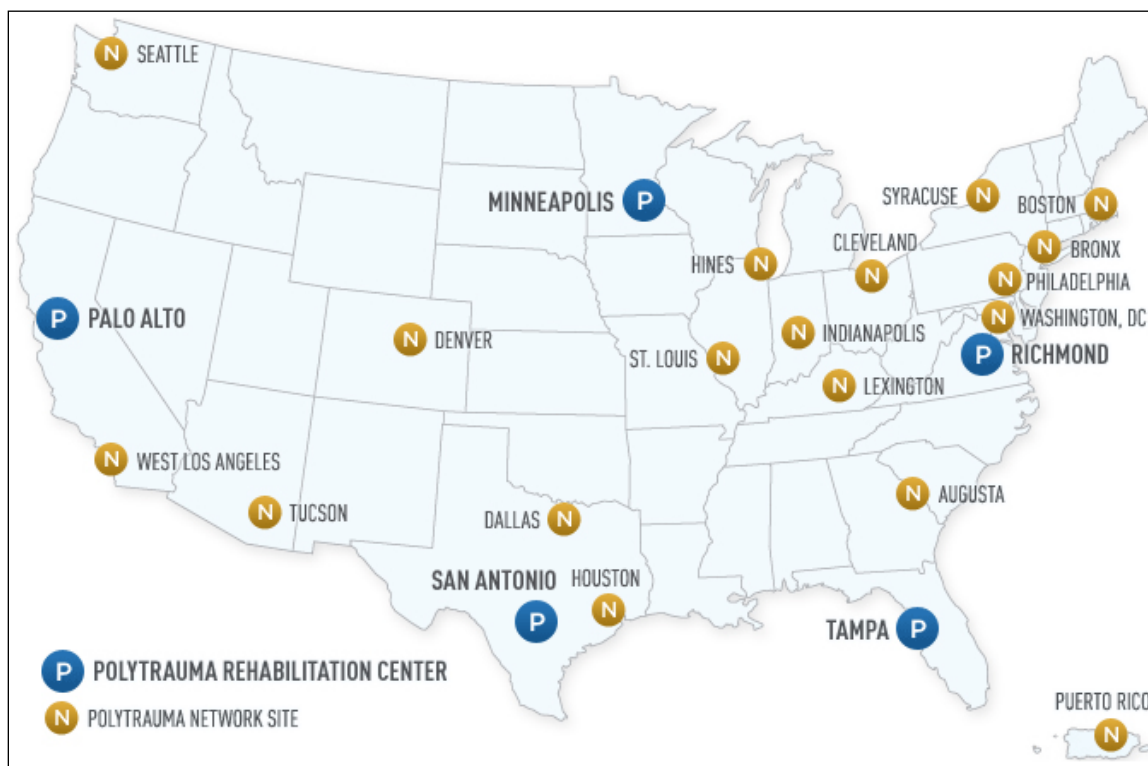 N SEATTLE
MINNEAPOLIS P
SYRACUSE N
BOSTON N
CLEVELAND
N
HINES N
N BRONX
N PHILADELPHIA
P PALO ALTO
N DENVER
N WASHINGTON, DC
N INDIANAPOLIS
ST. LOUIS N
P RICHMOND
N LEXINGTON
N WEST LOS ANGELES
N TUCSON
DALLAS N
N AUGUSTA
SAN ANTONIO
P
HOUSTON
N
TAMPA P
P POLYTRAUMA REHABILITATION CENTER
N POLYTRAUMA NETWORK SITE
PUERTO RICO
N